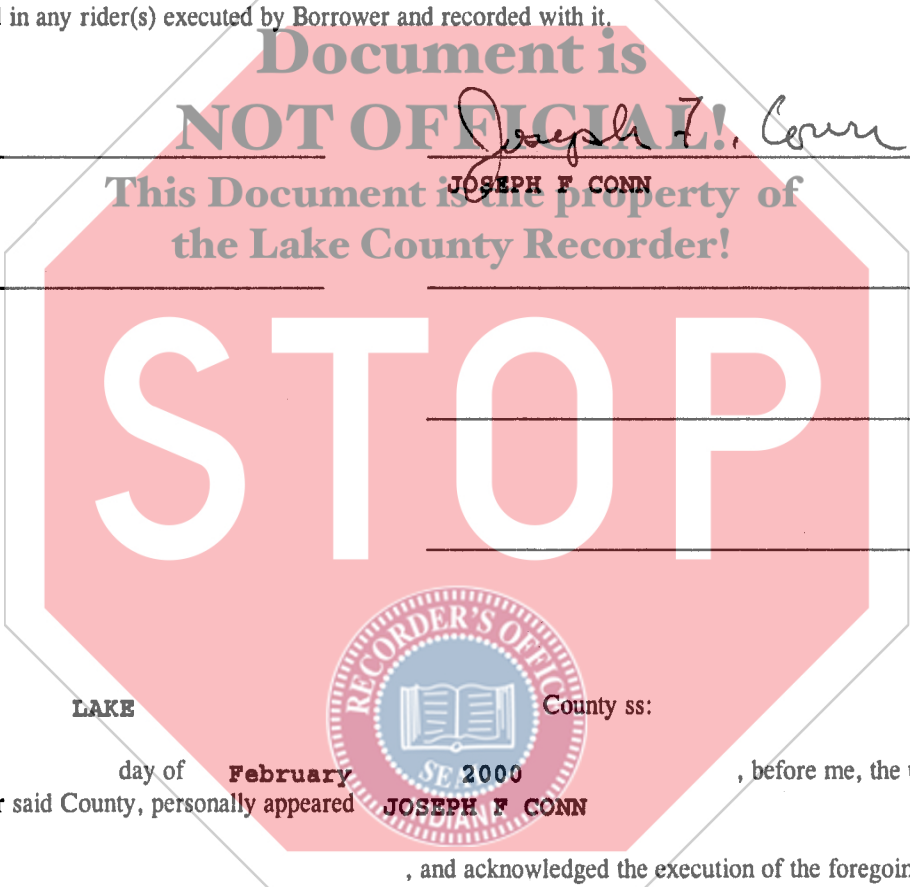 in any rider(s) executed by Borrower and recorded with it.
Document is
NOT OFFICIAL!
Joseph F. Conn
This Document is the property of
JOSEPH F CONN
the Lake County Recorder!
STOP
RECORDER'S OFFICE
LAKE County ss:
day of February 2000 , before me, the
said County, personally appeared JOSEPH F CONN
SEAL
INDIANA
, and acknowledged the execution of the